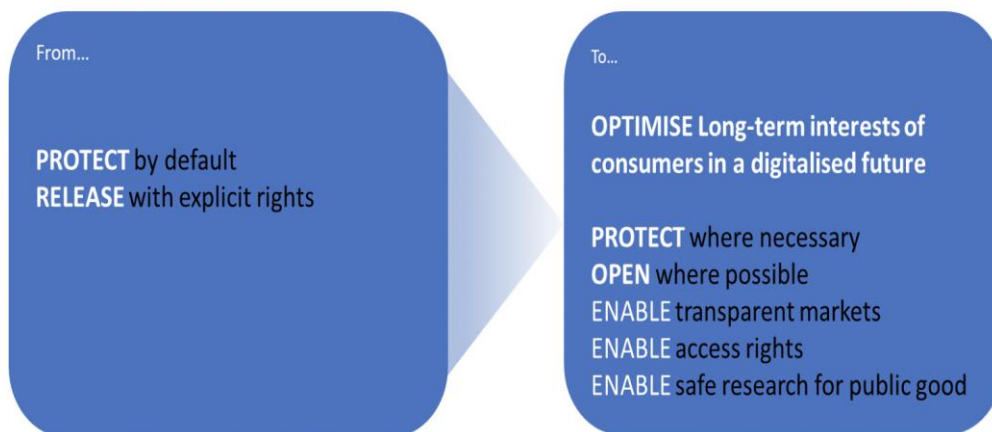 From...
PROTECT by default
RELEASE with explicit rights
To...
OPTIMISE Long-term interests of
consumers in a digitalised future
PROTECT where necessary
OPEN where possible
ENABLE transparent markets
ENABLE access rights
ENABLE safe research for public good